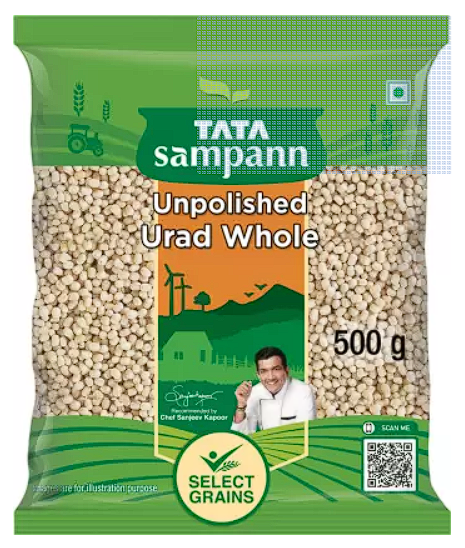 TATA
sampann
Unpolished
Urad Whole
500 g
Recommended by
Chef Sanjeev Kapoor
SCAN ME
SELECT
GRAINS
for illustration purpose